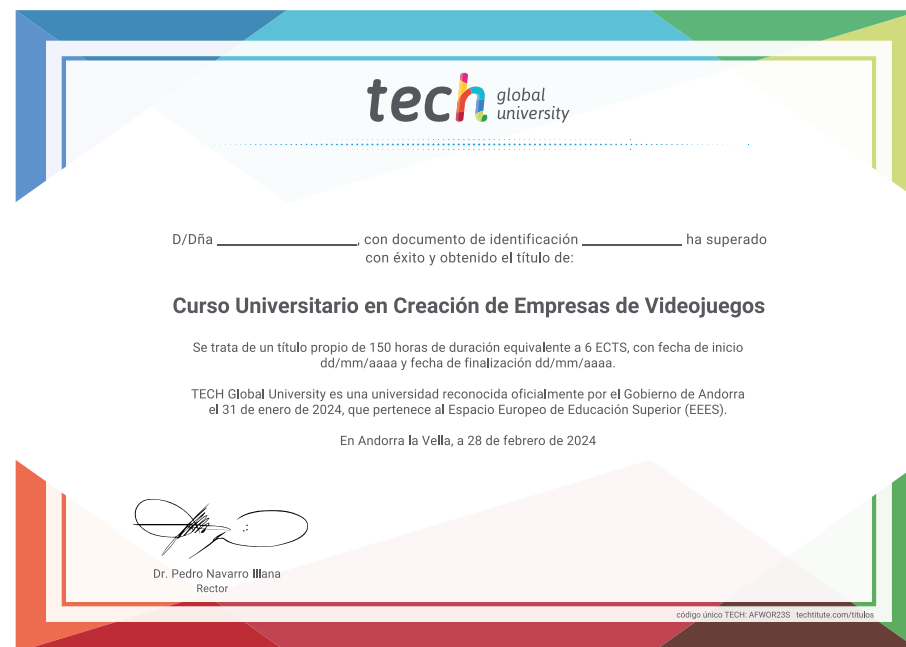 tech global university
D/Dña ____________, con documento de identificación ____________ ha superado
con éxito y obtenido el título de:
Curso Universitario en Creación de Empresas de Videojuegos
Se trata de un título propio de 150 horas de duración equivalente a 6 ECTS, con fecha de inicio
dd/mm/aaaa y fecha de finalización dd/mm/aaaa.
TECH Global University es una universidad reconocida oficialmente por el Gobierno de Andorra
el 31 de enero de 2024, que pertenece al Espacio Europeo de Educación Superior (EEES).
En Andorra la Vella, a 28 de febrero de 2024
Dr. Pedro Navarro Illana
Rector
código único TECH: AFWOR23S techtitute.com/titulos